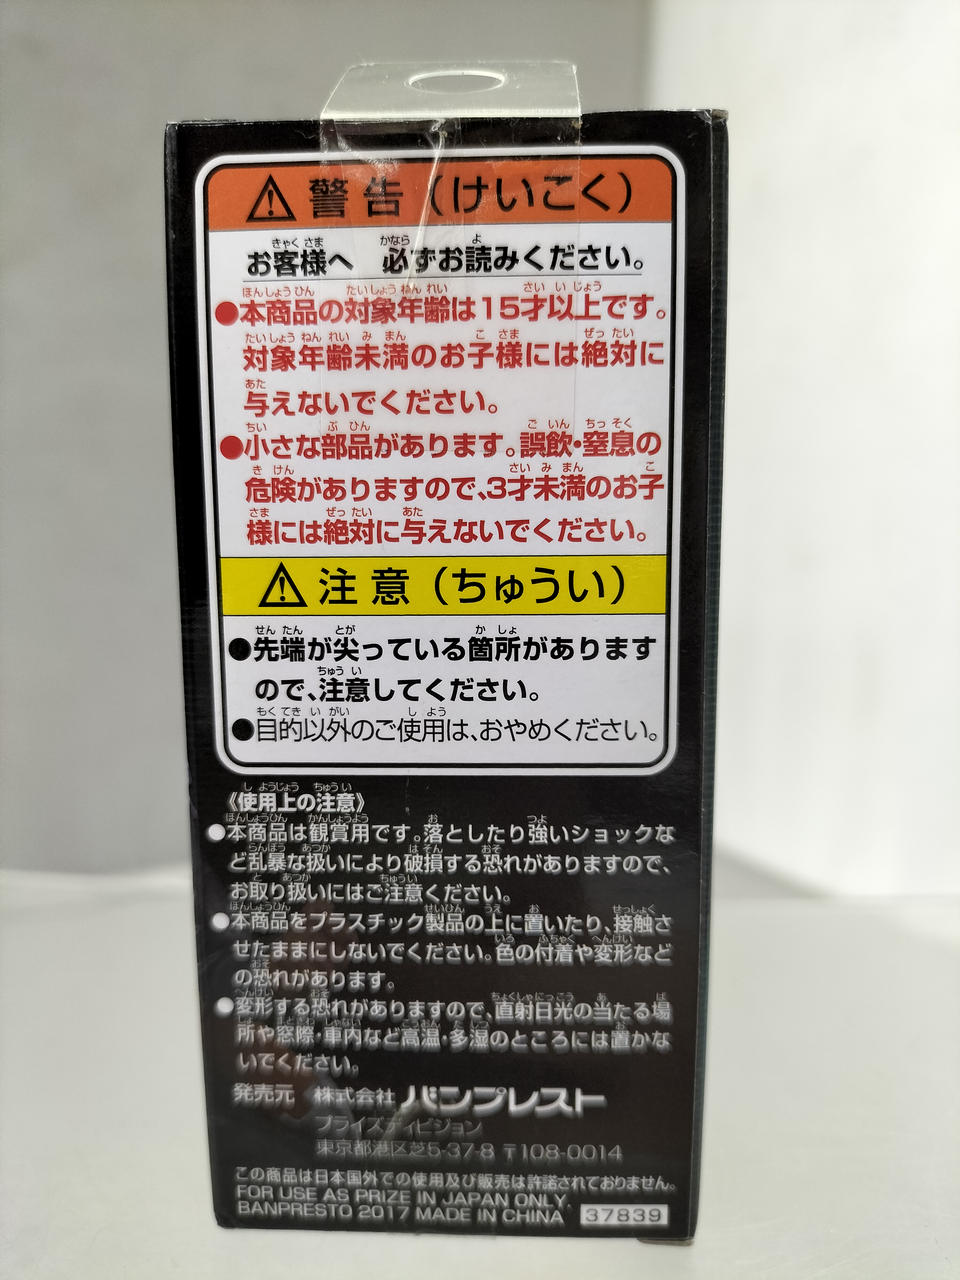 警告（けいこく）
お客様へ　必ずお読みください。
●本商品の対象年齢は15才以上です。
対象年齢未満のお子様には絶対に
与えないでください。
●小さな部品があります。誤飲・窒息の
危険がありますので、3才未満のお子
様には絶対に与えないでください。
注意（ちゅうい）
●先端が尖っている箇所があります
ので、注意してください。
●目的以外のご使用は、おやめください。
《使用上の注意》
●本商品は観賞用です。落としたり強いショックな
ど乱暴な扱いにより破損する恐れがありますので、
お取り扱いにはご注意ください。
●本商品をプラスチック製品の上に置いたり、接触さ
せたままにしないでください。色の付着や変形など
の恐れがあります。
●変形する恐れがありますので、直射日光の当たる場
所や窓際・車内など高温・多湿のところには置かな
いでください。
発売元　株式会社バンプレスト
プライズディビジョン
東京都港区芝5-37-8 〒108-0014
この商品は日本国外での使用及び販売は許諾されておりません。
FOR USE AS PRIZE IN JAPAN ONLY.
BANPRESTO 2017 MADE IN CHINA 37839